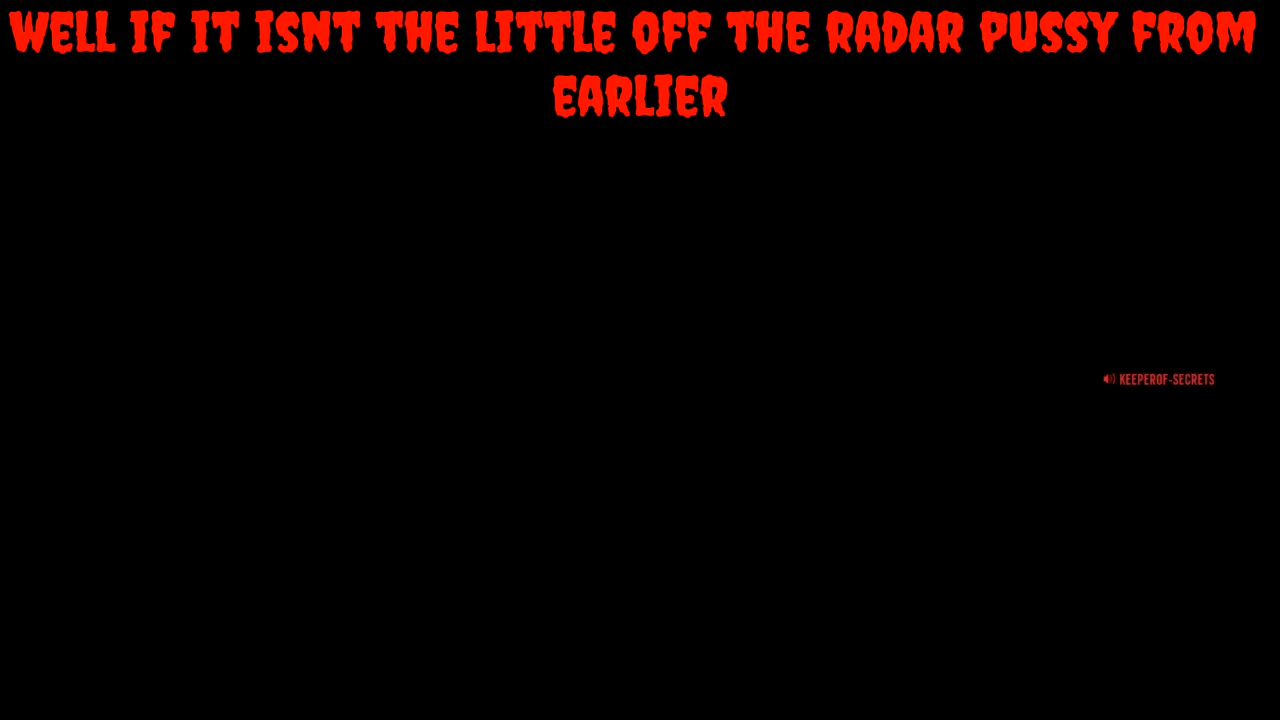 WELL IF IT ISNT THE LITTLE OFF THE RADAR PUSSY FROM
EARLIER
KEEPEROF-SECRETS